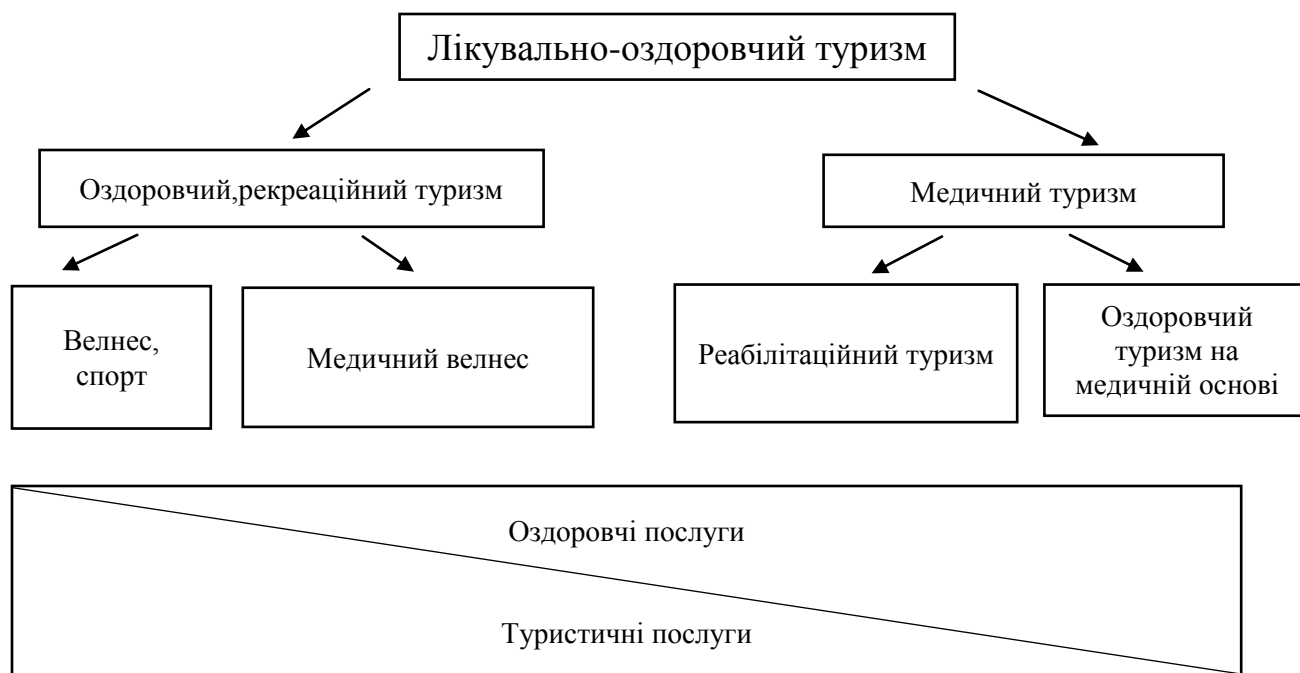 Лікувально-оздоровчий туризм
Оздоровчий,рекреаційний туризм
Медичний туризм
Велнес,
спорт
Медичний велнес
Реабілітаційний туризм
Оздоровчий
туризм на
медичній основі
Оздоровчі послуги
Туристичні послуги